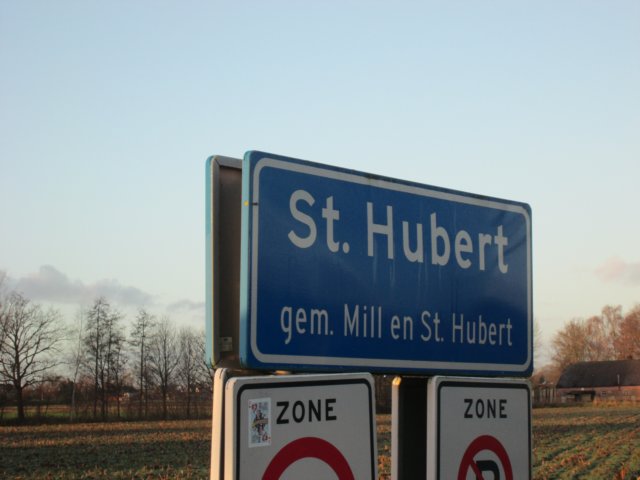 St. Hubert
gem. Mill en St. Hubert
ZONE
ZONE